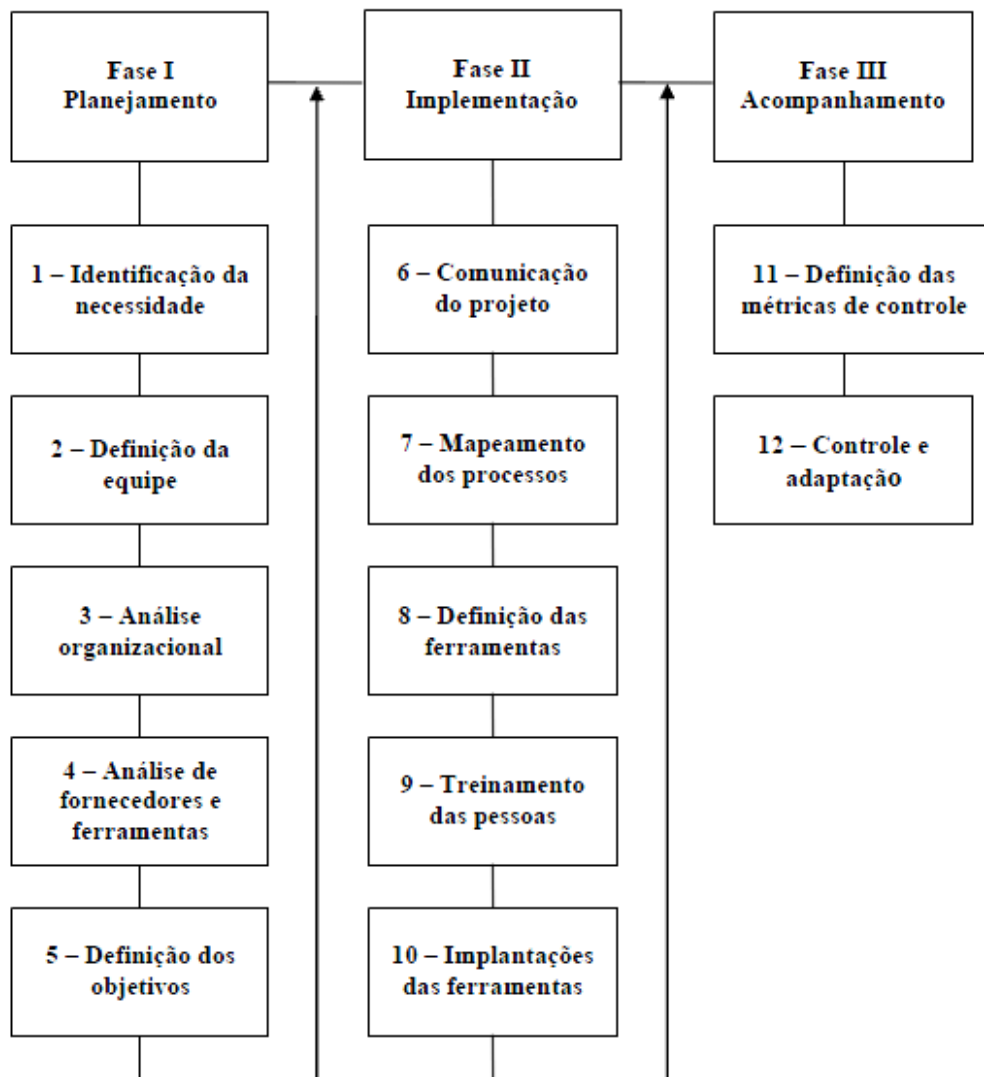 Fase I
Planejamento
1 – Identificação da
necessidade
2 – Definição da
equipe
3 – Análise
organizacional
4 – Análise de
fornecedores e
ferramentas
5 – Definição dos
objetivos
Fase II
Implementação
6 – Comunicação
do projeto
7 – Mapeamento
dos processos
8 – Definição das
ferramentas
9 – Treinamento
das pessoas
10 – Implantações
das ferramentas
Fase III
Acompanhamento
11 – Definição das
métricas de controle
12 – Controle e
adaptação